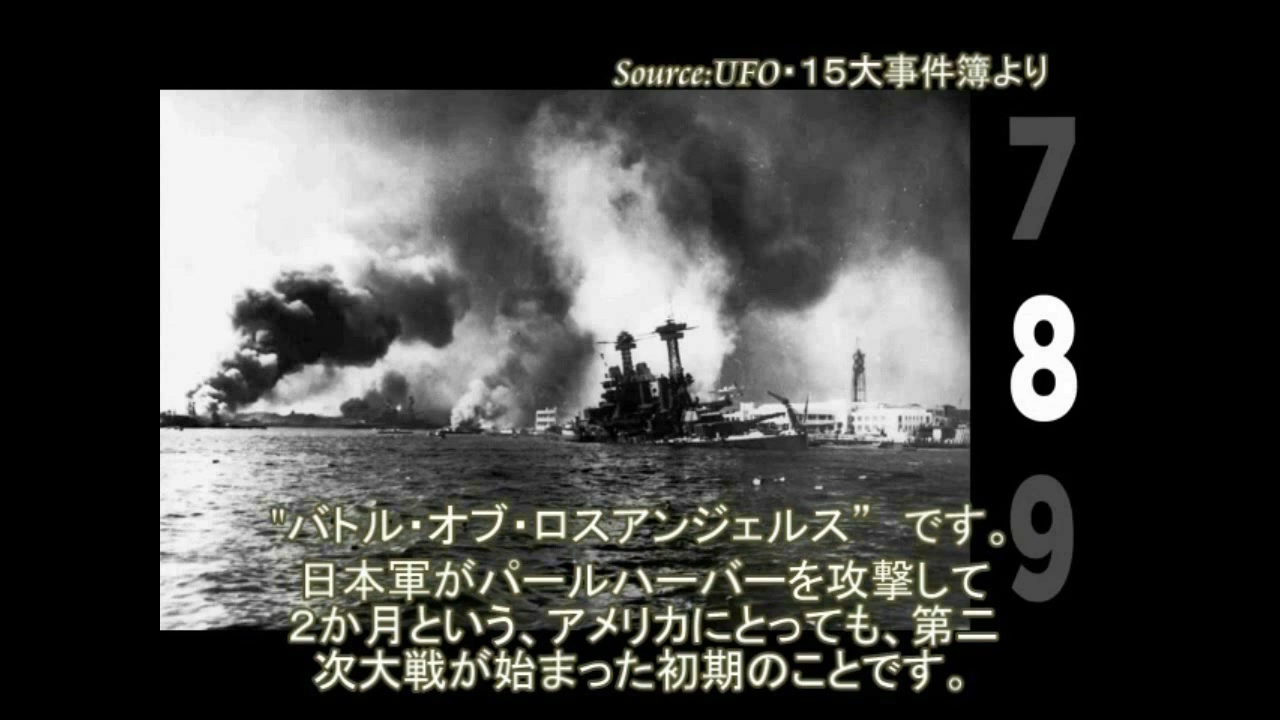 Source:UFO・１５大事件簿より
7
8
9
"バトル・オブ・ロスアンジェルス”　です。
日本軍がパールハーバーを攻撃して
２か月という、アメリカにとっても、第二
次大戦が始まった初期のことです。